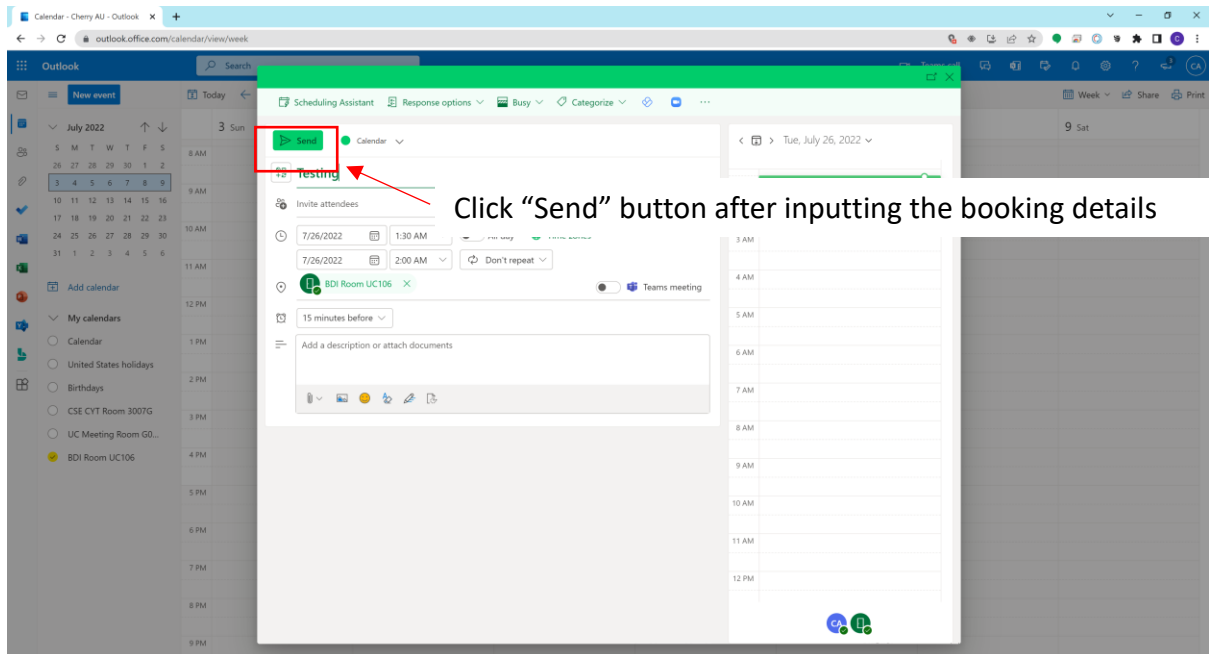 Calendar - Cherry AU - Outlook
outlook.office.com/calendar/view/week
Outlook
Search
New event
Today
Week
Share
Print
July 2022
S M T W T F S
26 27 28 29 30 1 2
3 4 5 6 7 8 9
10 11 12 13 14 15 16
17 18 19 20 21 22 23
24 25 26 27 28 29 30
31 1 2 3 4 5 6
Add calendar
My calendars
Calendar
United States holidays
Birthdays
CSE CYT Room 3007G
UC Meeting Room G0...
BDI Room UC106
3 Sun
9 Sat
8 AM
9 AM
10 AM
11 AM
12 PM
1 PM
2 PM
3 PM
4 PM
5 PM
6 PM
7 PM
8 PM
9 PM
Scheduling Assistant
Response options
Busy
Categorize
Send
Calendar
Testing
Invite attendees
7/26/2022
1:30 AM
7/26/2022
2:00 AM
Don't repeat
BDI Room UC106
Teams meeting
15 minutes before
Add a description or attach documents
Tue, July 26, 2022
Click “Send” button after inputting the booking details
3 AM
4 AM
5 AM
6 AM
7 AM
8 AM
9 AM
10 AM
11 AM
12 PM
CA
CA